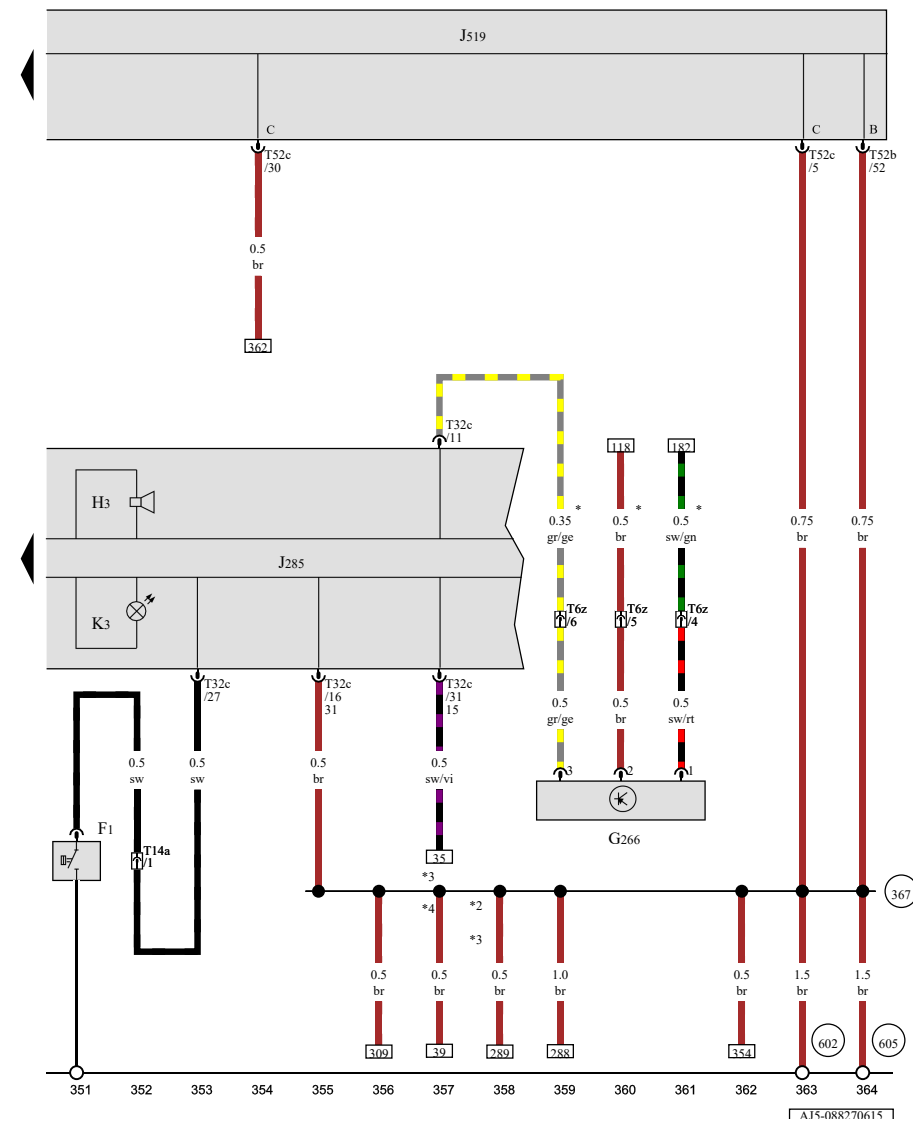 J519
C
C
B
T52c
/30
T52c
/5
T52b
/52
0.5
br
362
T32c
/11
118
182
H3
0.35
gr/ge
*
0.5
br
*
0.5
sw/gn
*
0.75
br
0.75
br
J285
K3
T6z
/6
T6z
/5
T6z
/4
T32c
/27
T32c
/16
31
T32c
/31
15
0.5
gr/ge
0.5
br
0.5
sw/rt
0.5
sw
0.5
sw
0.5
br
0.5
sw/vi
3
2
1
F1
T14a
/1
G266
35
*3
*4
*2
*3
367
0.5
br
0.5
br
0.5
br
1.0
br
0.5
br
1.5
br
1.5
br
309
39
289
288
354
602
605
351 352 353 354 355 356 357 358 359 360 361 362 363 364
AJ5-088270615